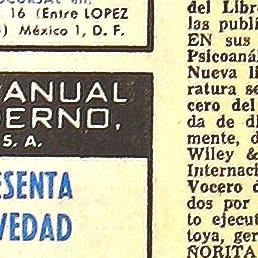 16 (Entre LOPEZ
México 1, D. F.
ANUAL
ERNO,
S. A.
ESENTA
VEDAD
del Libr
las publi
EN sus
Psicoaná
Nueva li
ratura se
cero del
da de di
mente, d
Wiley &
Internaci
Vocero d
dos por
to ejecut
toya, ger
ÑORITA